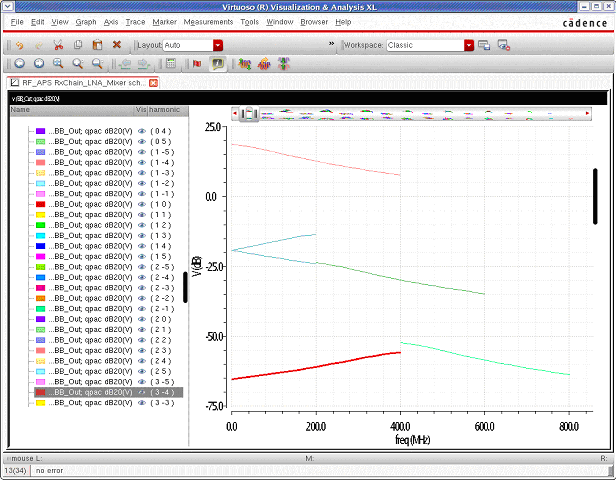 Virtuoso (R) Visualization & Analysis XL
File Edit View Graph Axis Trace Marker Measurements Tools Window Browser Help
cādence
Layout: Auto
» Workspace: Classic
RF_APS RxChain_LNA_Mixer sch...
v /BB_Out; qpac dB20(V)
Name Vis harmonic
...BB_Out; qpac dB20(V) ( 0 4 )
...BB_Out; qpac dB20(V) ( 0 5 )
...BB_Out; qpac dB20(V) ( 1 -5 )
...BB_Out; qpac dB20(V) ( 1 -4 )
...BB_Out; qpac dB20(V) ( 1 -3 )
...BB_Out; qpac dB20(V) ( 1 -2 )
...BB_Out; qpac dB20(V) ( 1 -1 )
...BB_Out; qpac dB20(V) ( 1 0 )
...BB_Out; qpac dB20(V) ( 1 1 )
...BB_Out; qpac dB20(V) ( 1 2 )
...BB_Out; qpac dB20(V) ( 1 3 )
...BB_Out; qpac dB20(V) ( 1 4 )
...BB_Out; qpac dB20(V) ( 1 5 )
...BB_Out; qpac dB20(V) ( 2 -5 )
...BB_Out; qpac dB20(V) ( 2 -4 )
...BB_Out; qpac dB20(V) ( 2 -3 )
...BB_Out; qpac dB20(V) ( 2 -2 )
...BB_Out; qpac dB20(V) ( 2 -1 )
...BB_Out; qpac dB20(V) ( 2 0 )
...BB_Out; qpac dB20(V) ( 2 1 )
...BB_Out; qpac dB20(V) ( 2 2 )
...BB_Out; qpac dB20(V) ( 2 3 )
...BB_Out; qpac dB20(V) ( 2 4 )
...BB_Out; qpac dB20(V) ( 2 5 )
...BB_Out; qpac dB20(V) ( 3 -5 )
...BB_Out; qpac dB20(V) ( 3 -4 )
...BB_Out; qpac dB20(V) ( 3 -3 )
25.0
0.0
-25.0
-50.0
-75.0
V (dB)
0.0 200.0 400.0 600.0 800.0
freq (MHz)
mouse L: M: R:
13(34) no error